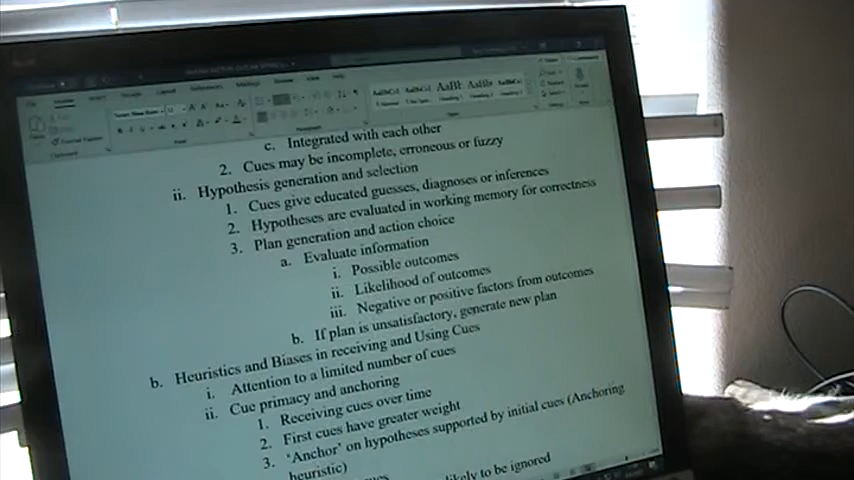 c. Integrated with each other
2. Cues may be incomplete, erroneous or fuzzy
ii. Hypothesis generation and selection
1. Cues give educated guesses, diagnoses or inferences
2. Hypotheses are evaluated in working memory for correctness
3. Plan generation and action choice
a. Evaluate information
i. Possible outcomes
ii. Likelihood of outcomes
iii. Negative or positive factors from outcomes
b. If plan is unsatisfactory, generate new plan
b. Heuristics and Biases in receiving and Using Cues
i. Attention to a limited number of cues
ii. Cue primacy and anchoring
1. Receiving cues over time
2. First cues have greater weight
3. ‘Anchor’ on hypotheses supported by initial cues (Anchoring
heuristic)
likely to be ignored